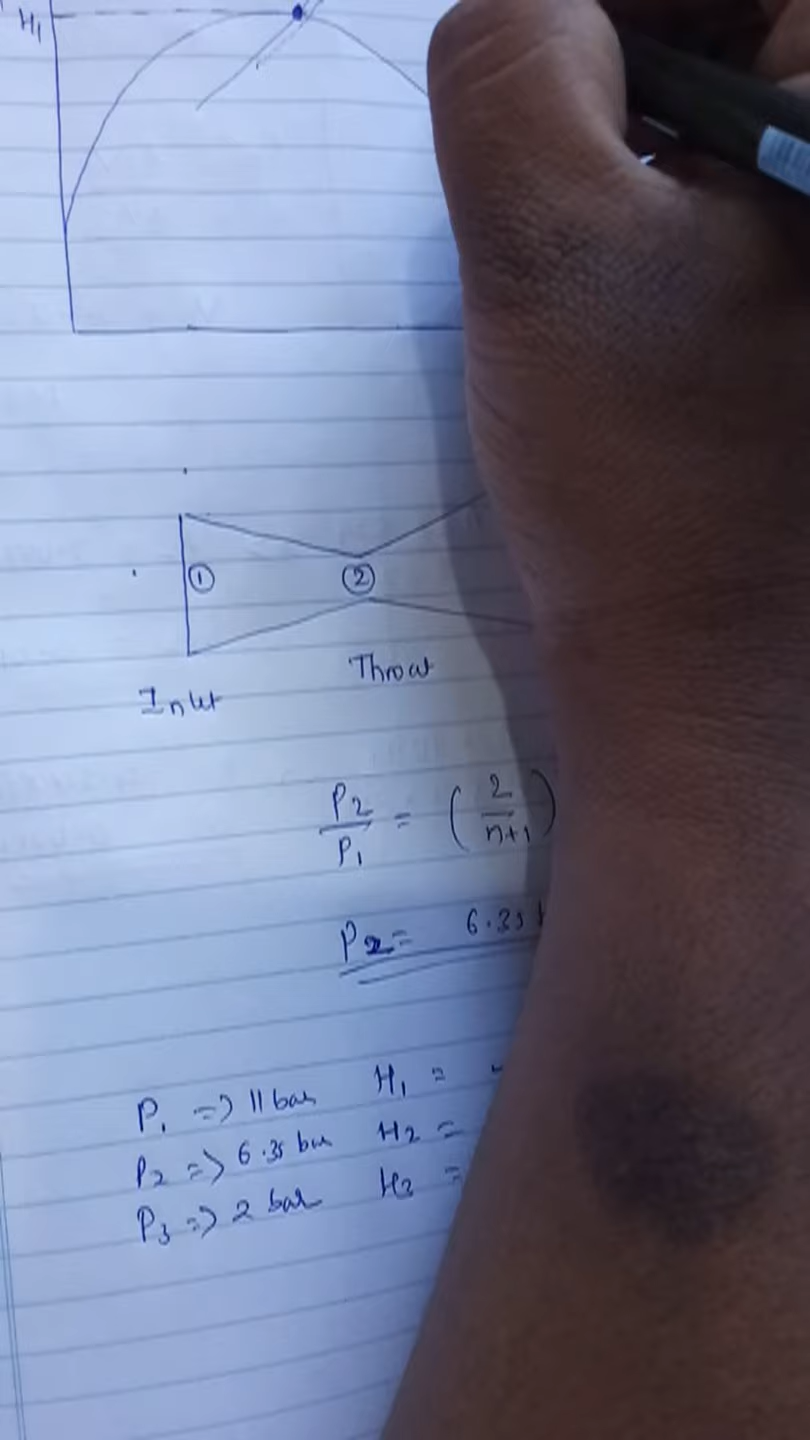 H₁
① ②
Throat
Inlet
P2/P1 = (2/n+1)
P2 = 6.35
P1 => 11 bar H1 =
P2 => 6.35 bar H2 =
P3 => 2 bar H3 =